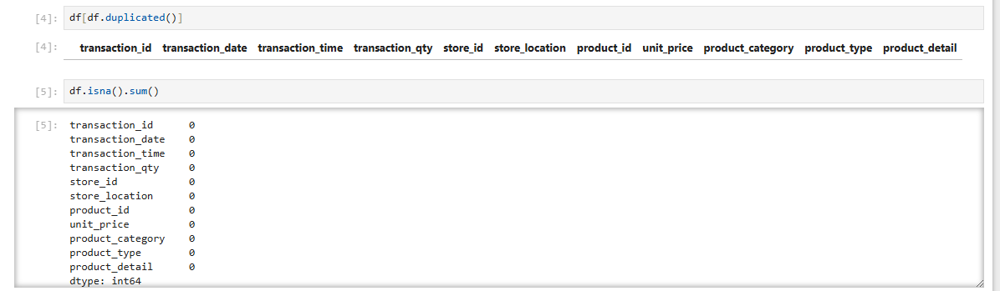 [4]: df[df.duplicated()]
[4]: transaction_id transaction_date transaction_time transaction_qty store_id store_location product_id unit_price product_category product_type product_detail
[5]: df.isna().sum()
[5]: transaction_id 0
transaction_date 0
transaction_time 0
transaction_qty 0
store_id 0
store_location 0
product_id 0
unit_price 0
product_category 0
product_type 0
product_detail 0
dtype: int64